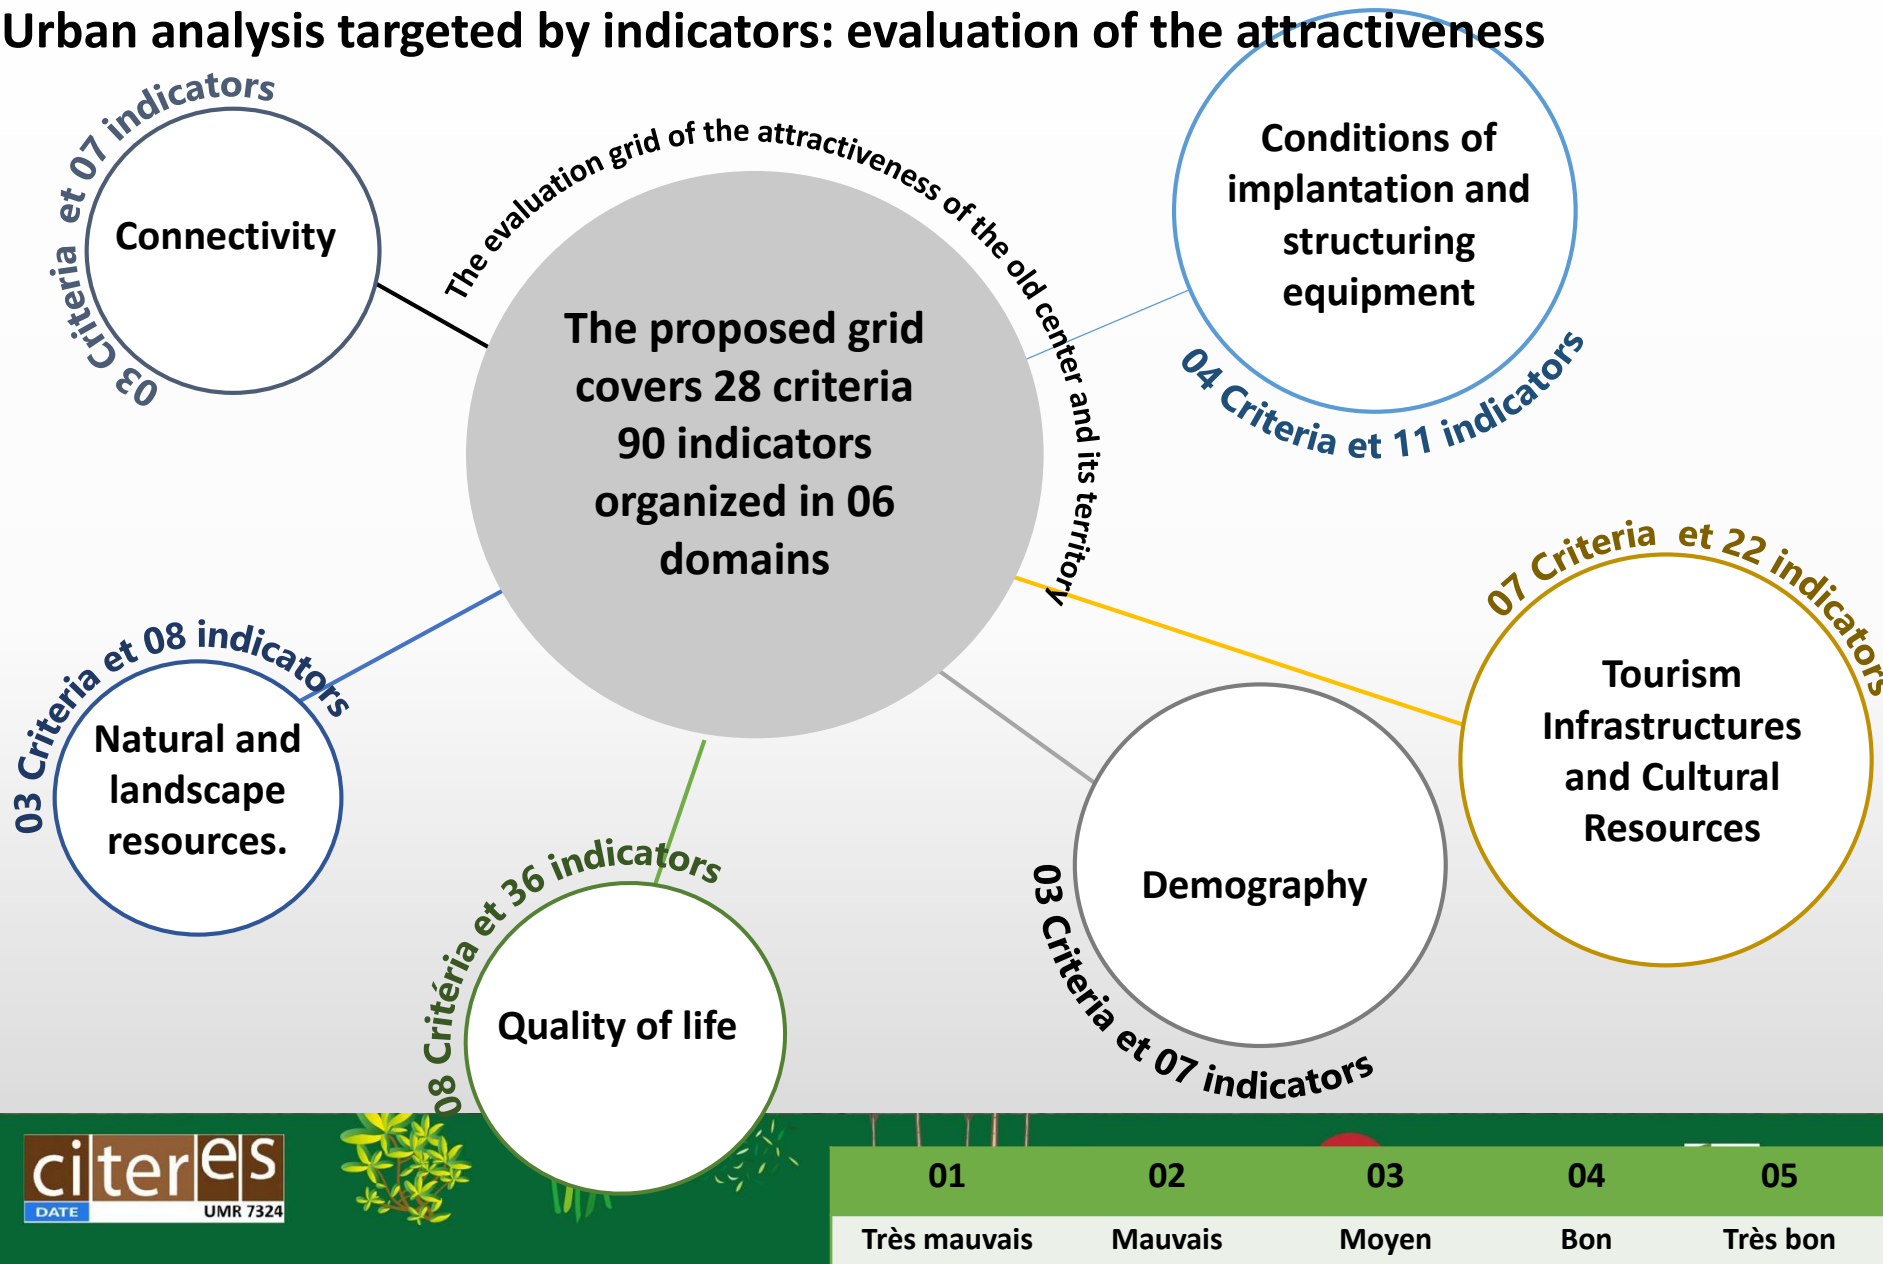 Urban analysis targeted by indicators: evaluation of the attractiveness
03 Criteria et 07 indicators
Connectivity
The evaluation grid of the attractiveness of the old center and its territory
The proposed grid
covers 28 criteria
90 indicators
organized in 06
domains
Conditions of
implantation and
structuring
equipment
04 Criteria et 11 indicators
07 Criteria et 22 indicators
Tourism
Infrastructures
and Cultural
Resources
03 Criteria et 08 indicators
Natural and
landscape
resources.
08 Critéria et 36 indicators
Quality of life
Demography
03 Criteria et 07 indicators
citeres
DATE
UMR 7324
01 02 03 04 05
Très mauvais Mauvais Moyen Bon Très bon